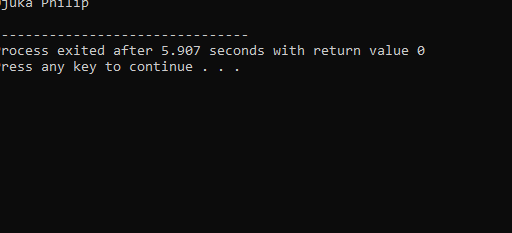 juka Philip
-------------------------------
rocess exited after 5.907 seconds with return value 0
ress any key to continue . . .